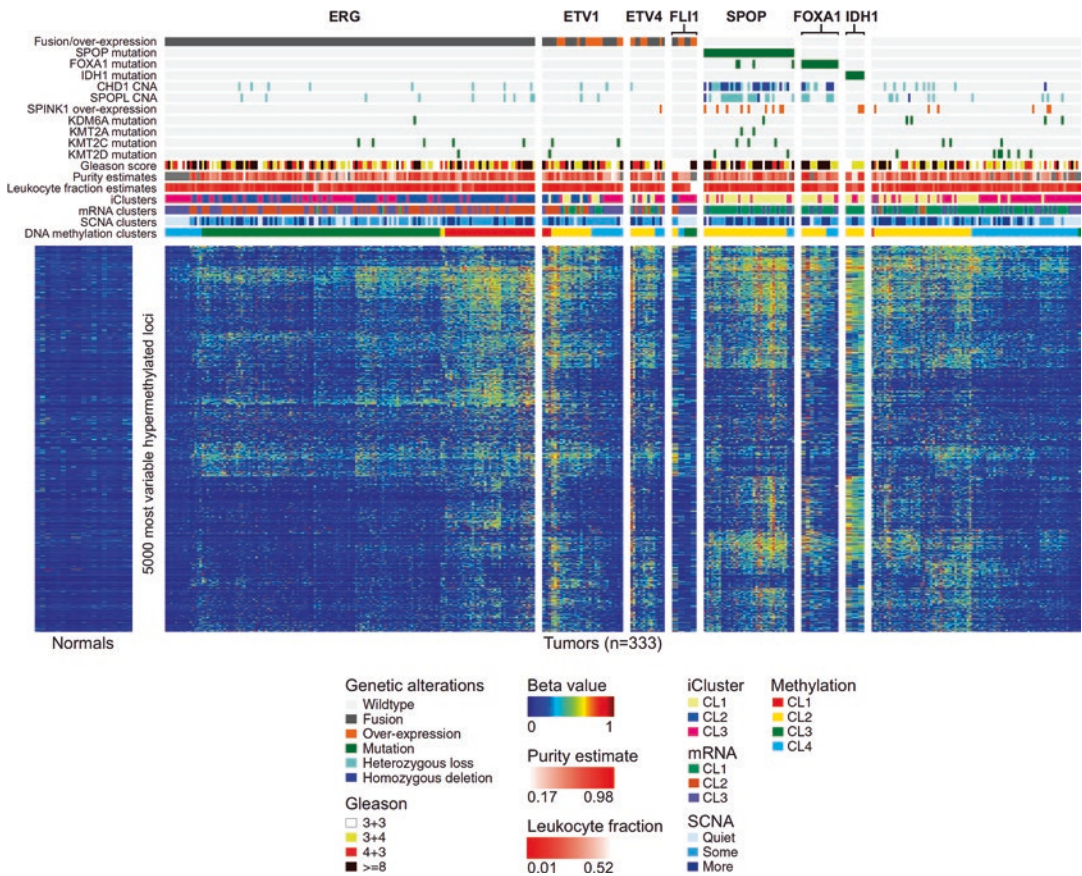 ERG ETV1 ETV4 FLI1 SPOP FOXA1 IDH1
Fusion/over-expression
SPOP mutation
FOXA1 mutation
IDH1 mutation
CHD1 CNA
SPOPL CNA
SPINK1 over-expression
KDM6A mutation
KMT2A mutation
KMT2C mutation
KMT2D mutation
Gleason score
Purity estimates
Leukocyte fraction estimates
iClusters
mRNA clusters
SCNA clusters
DNA methylation clusters
5000 most variable hypermethylated loci
Normals
Tumors (n=333)
Genetic alterations
Wildtype
Fusion
Over-expression
Mutation
Heterozygous loss
Homozygous deletion
Gleason
3+3
3+4
4+3
>=8
Beta value
0 1
Purity estimate
0.17 0.98
Leukocyte fraction
0.01 0.52
iCluster
CL1
CL2
CL3
mRNA
CL1
CL2
CL3
SCNA
Quiet
Some
More
Methylation
CL1
CL2
CL3
CL4